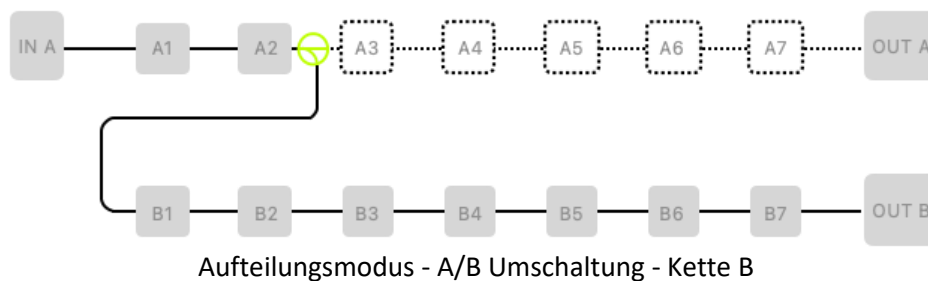 IN A A1 A2 A3 A4 A5 A6 A7 OUT A
B1 B2 B3 B4 B5 B6 B7 OUT B
Aufteilungsmodus - A/B Umschaltung - Kette B